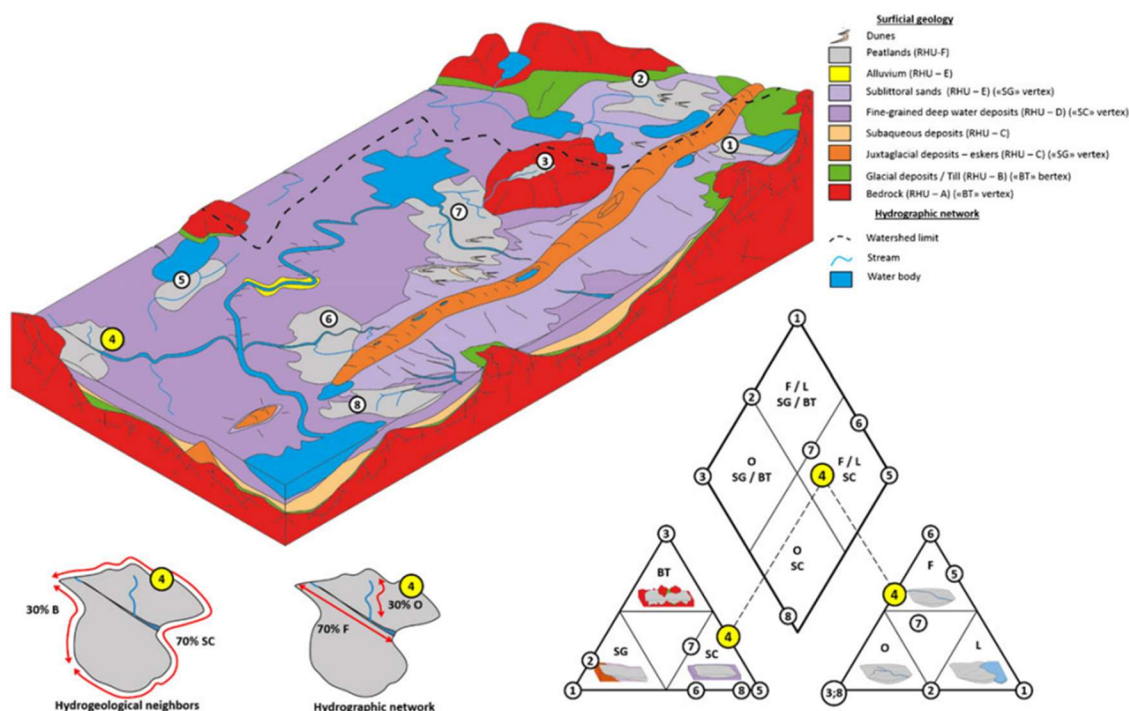 Surficial geology
Dunes
Peatlands (RHU-F)
Alluvium (RHU – E)
Sublittoral sands (RHU – E) («SG» vertex)
Fine-grained deep water deposits (RHU – D) («SC» vertex)
Subaqueous deposits (RHU – C)
Juxtaglacial deposits – eskers (RHU – C) («SG» vertex)
Glacial deposits / Till (RHU – B) («BT» bertex)
Bedrock (RHU – A) («BT» vertex)
Hydrographic network
Watershed limit
Stream
Water body
2
1
3
7
5
6
4
8
1
F / L
SG / BT
2
6
7
O
SG / BT
F / L
SC
3
4
5
O
SC
8
3
BT
4
7
SG
SC
2
1
6
8
5
6
F
5
4
7
O
L
3;8
2
1
4
30% B
70% SC
Hydrogeological neighbors
4
30% O
70% F
Hydrographic network